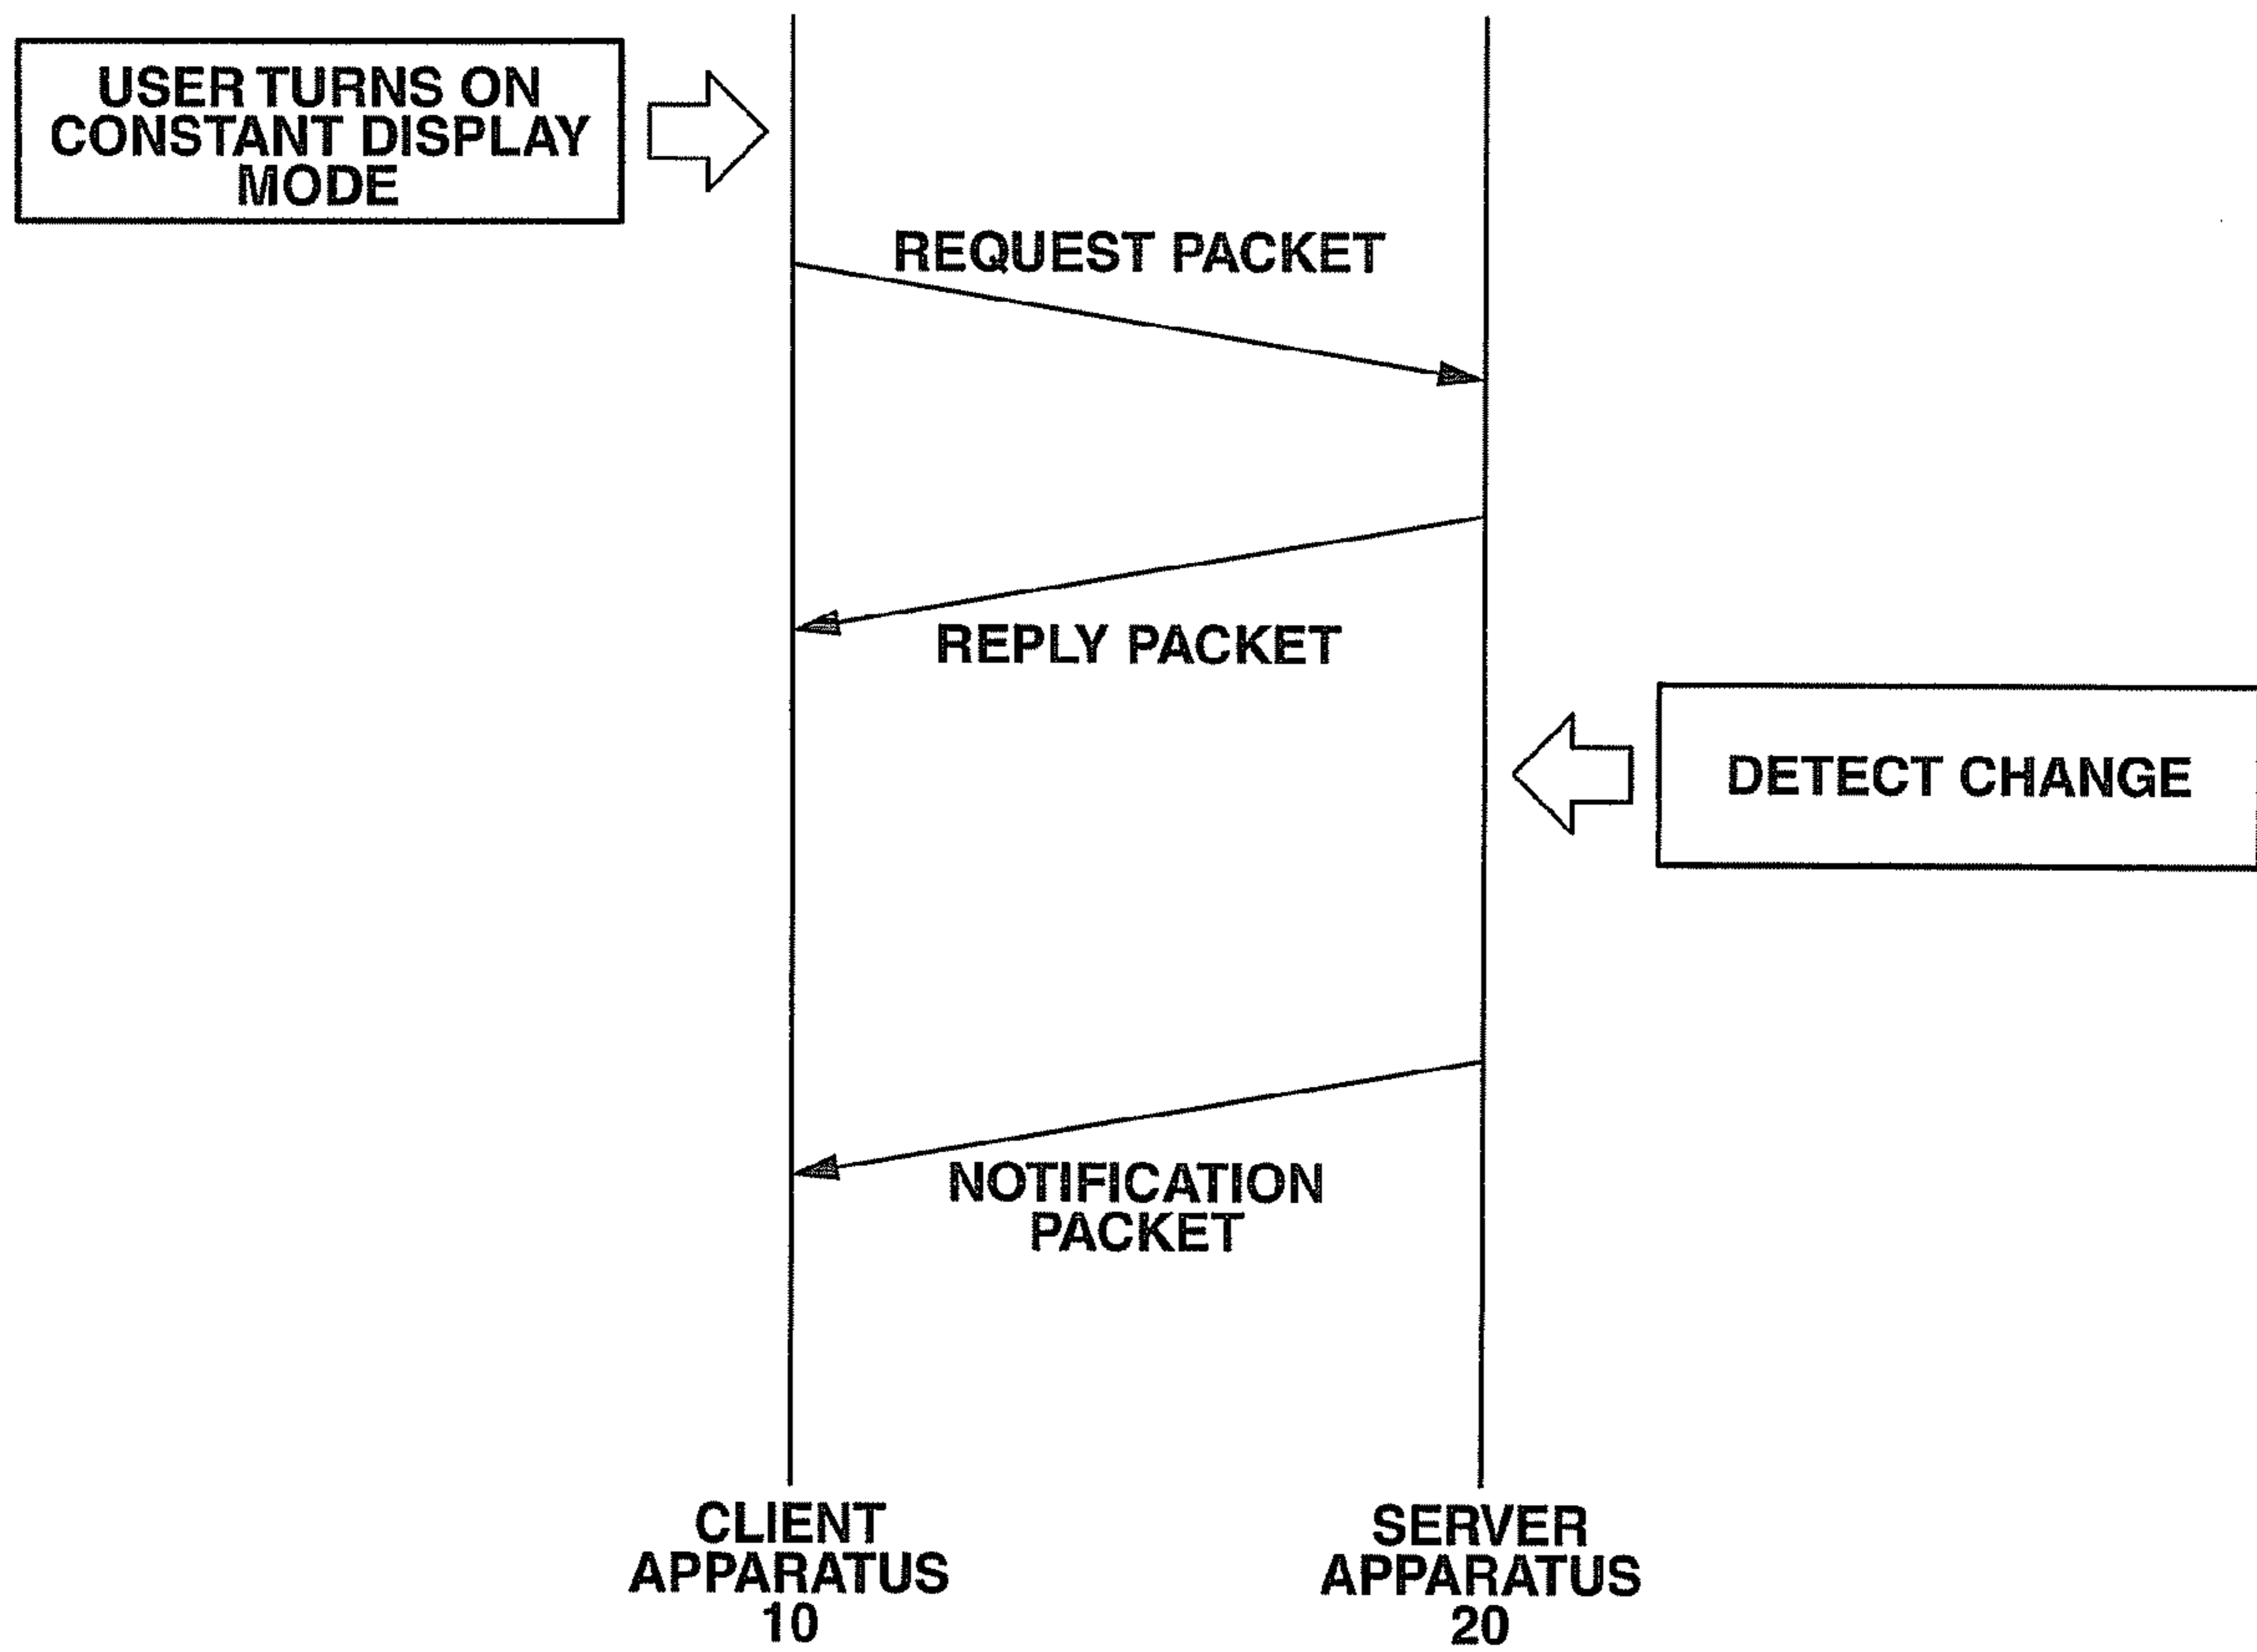 USER TURNS ON
CONSTANT DISPLAY
MODE
REQUEST PACKET
REPLY PACKET
DETECT CHANGE
NOTIFICATION
PACKET
CLIENT
APPARATUS
10
SERVER
APPARATUS
20